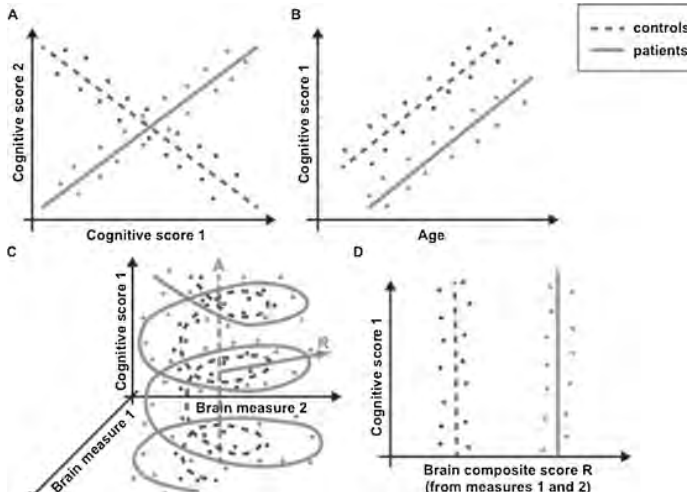 A
Cognitive score 2
Cognitive score 1
B
Cognitive score 1
Age
controls
patients
C
Cognitive score 1
A
R
Brain measure 2
Brain measure 1
D
Cognitive score 1
Brain composite score R
(from measures 1 and 2)